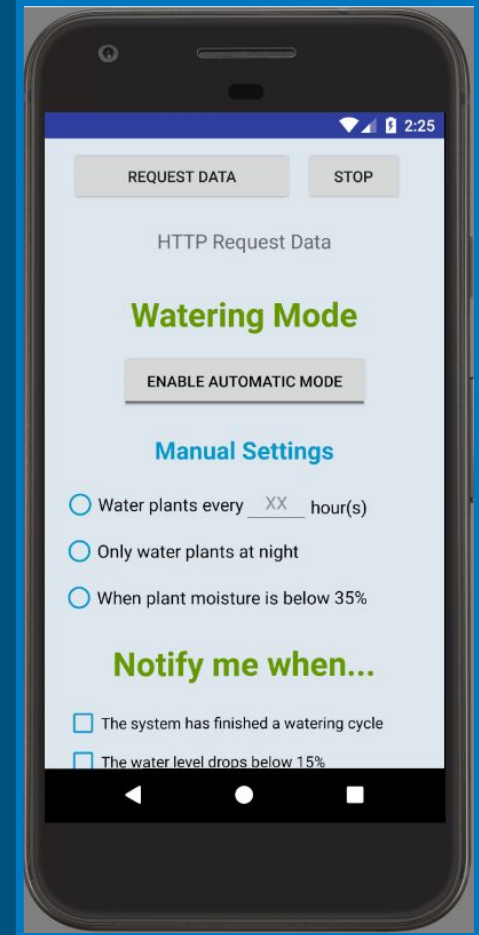 2:25
REQUEST DATA STOP
HTTP Request Data
Watering Mode
ENABLE AUTOMATIC MODE
Manual Settings
Water plants every XX hour(s)
Only water plants at night
When plant moisture is below 35%
Notify me when...
The system has finished a watering cycle
The water level drops below 15%